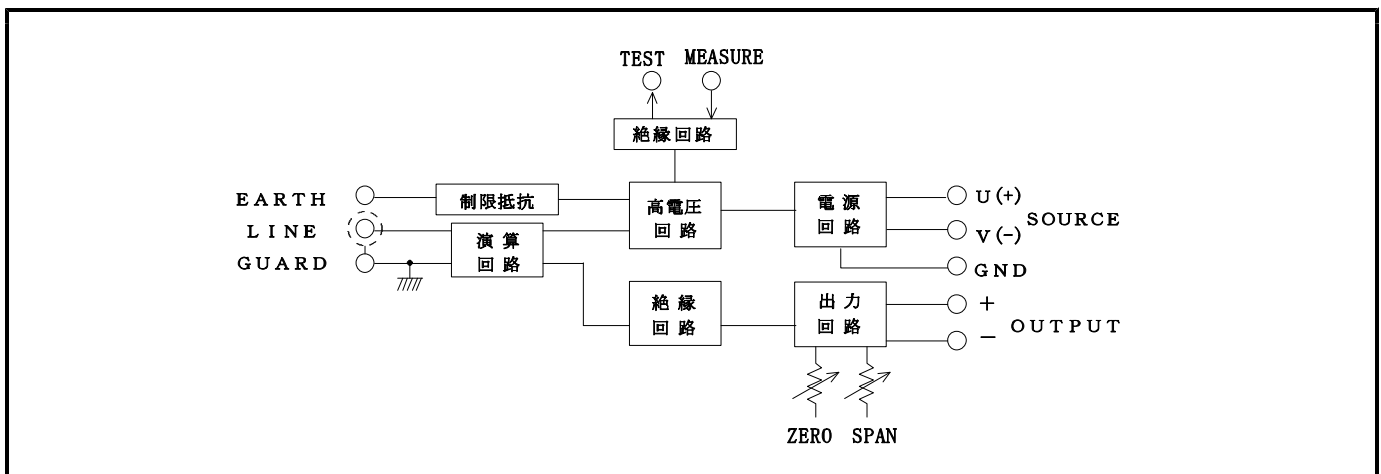 TEST MEASURE
絶縁回路
EARTH
制限抵抗
高電圧
回路
電源
回路
U(+)
V(-)
SOURCE
LINE
演算
回路
GUARD
GND
絶縁
回路
出力
回路
+
−
OUTPUT
ZERO SPAN